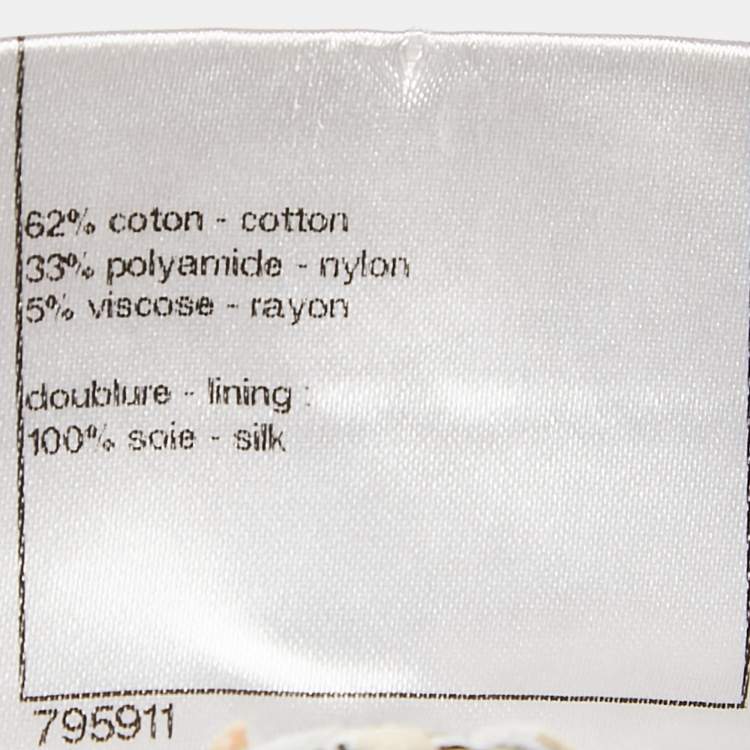 62% coton - cotton
33% polyamide - nylon
5% viscose - rayon
doublure - lining :
100% soie - silk
795911